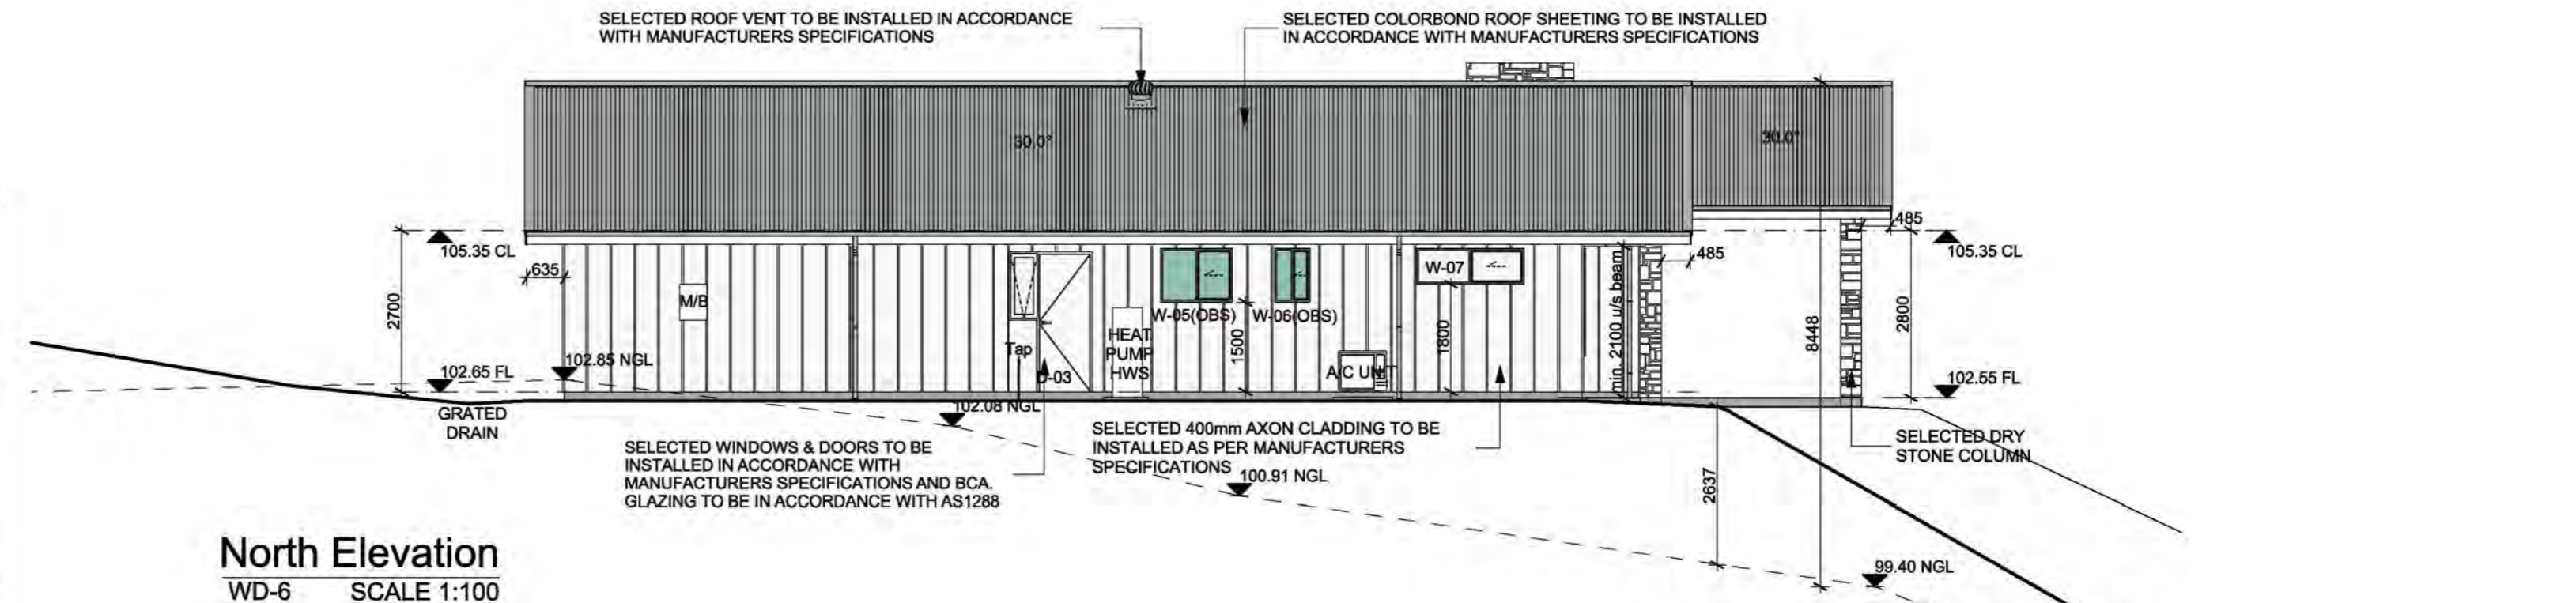 SELECTED ROOF VENT TO BE INSTALLED IN ACCORDANCE
WITH MANUFACTURERS SPECIFICATIONS
SELECTED COLORBOND ROOF SHEETING TO BE INSTALLED
IN ACCORDANCE WITH MANUFACTURERS SPECIFICATIONS
30.0°
30.0°
485
105.35 CL
105.35 CL
635
485
W-07
M/B
2700
min. 2100 u/s beam
2800
W-05(OBS)
W-06(OBS)
HEAT
PUMP
HWS
1500
1800
8448
Tap
102.85 NGL
102.65 FL
D-03
A/C UNIT
102.55 FL
GRATED
DRAIN
102.08 NGL
SELECTED WINDOWS & DOORS TO BE
INSTALLED IN ACCORDANCE WITH
MANUFACTURERS SPECIFICATIONS AND BCA.
GLAZING TO BE IN ACCORDANCE WITH AS1288
SELECTED 400mm AXON CLADDING TO BE
INSTALLED AS PER MANUFACTURERS
SPECIFICATIONS
100.91 NGL
SELECTED DRY
STONE COLUMN
2637
99.40 NGL
North Elevation
WD-6 SCALE 1:100